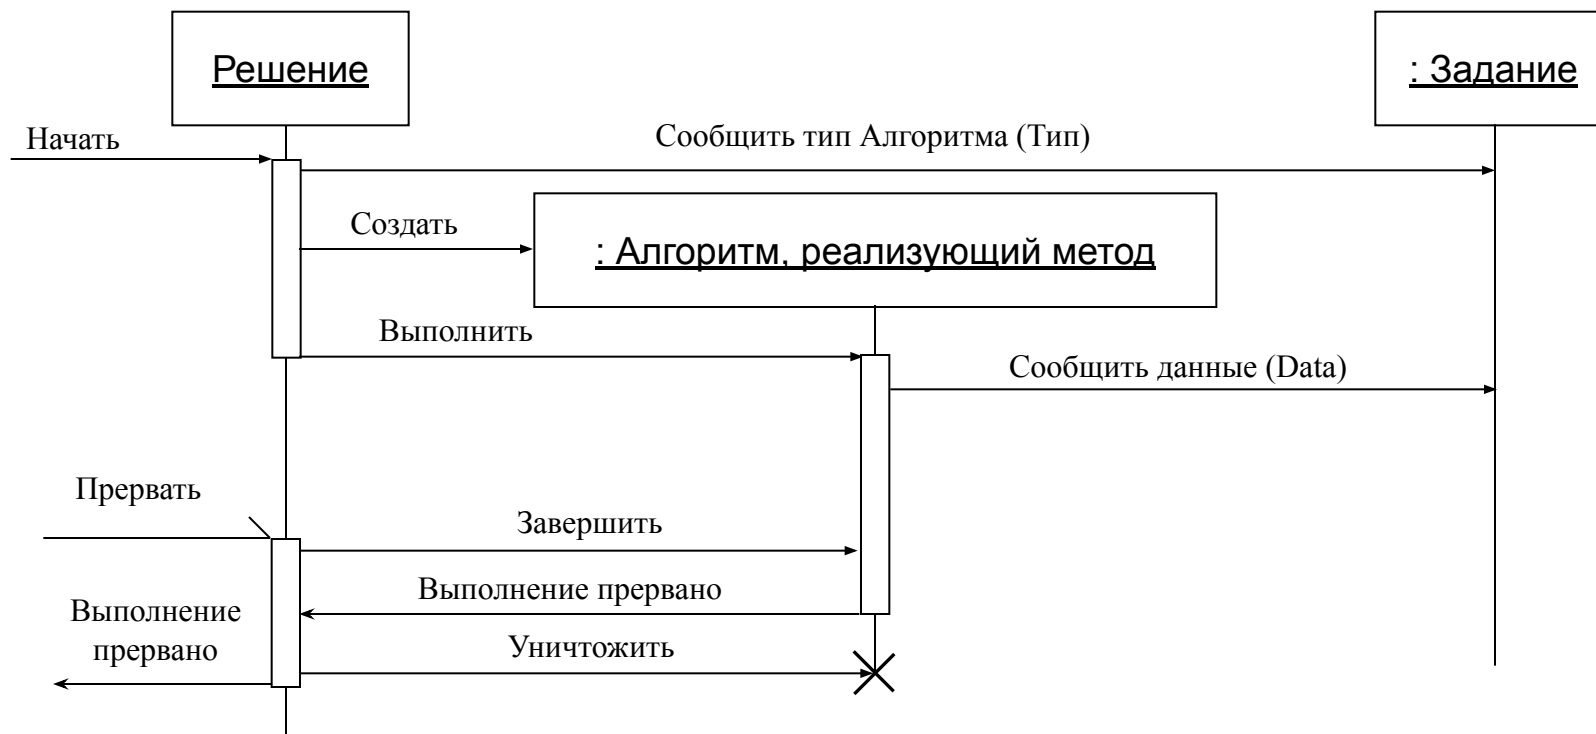 Решение
: Задание
Начать
Сообщить тип Алгоритма (Тип)
Создать
: Алгоритм, реализующий метод
Выполнить
Сообщить данные (Data)
Прервать
Завершить
Выполнение прервано
Выполнение
прервано
Уничтожить